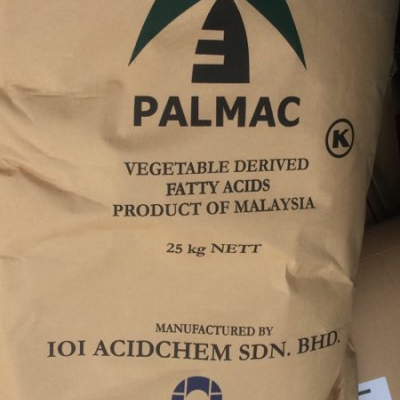 PALMAC
K
VEGETABLE DERIVED
FATTY ACIDS
PRODUCT OF MALAYSIA
25 kg NETT
MANUFACTURED BY
IOI ACIDCHEM SDN. BHD.